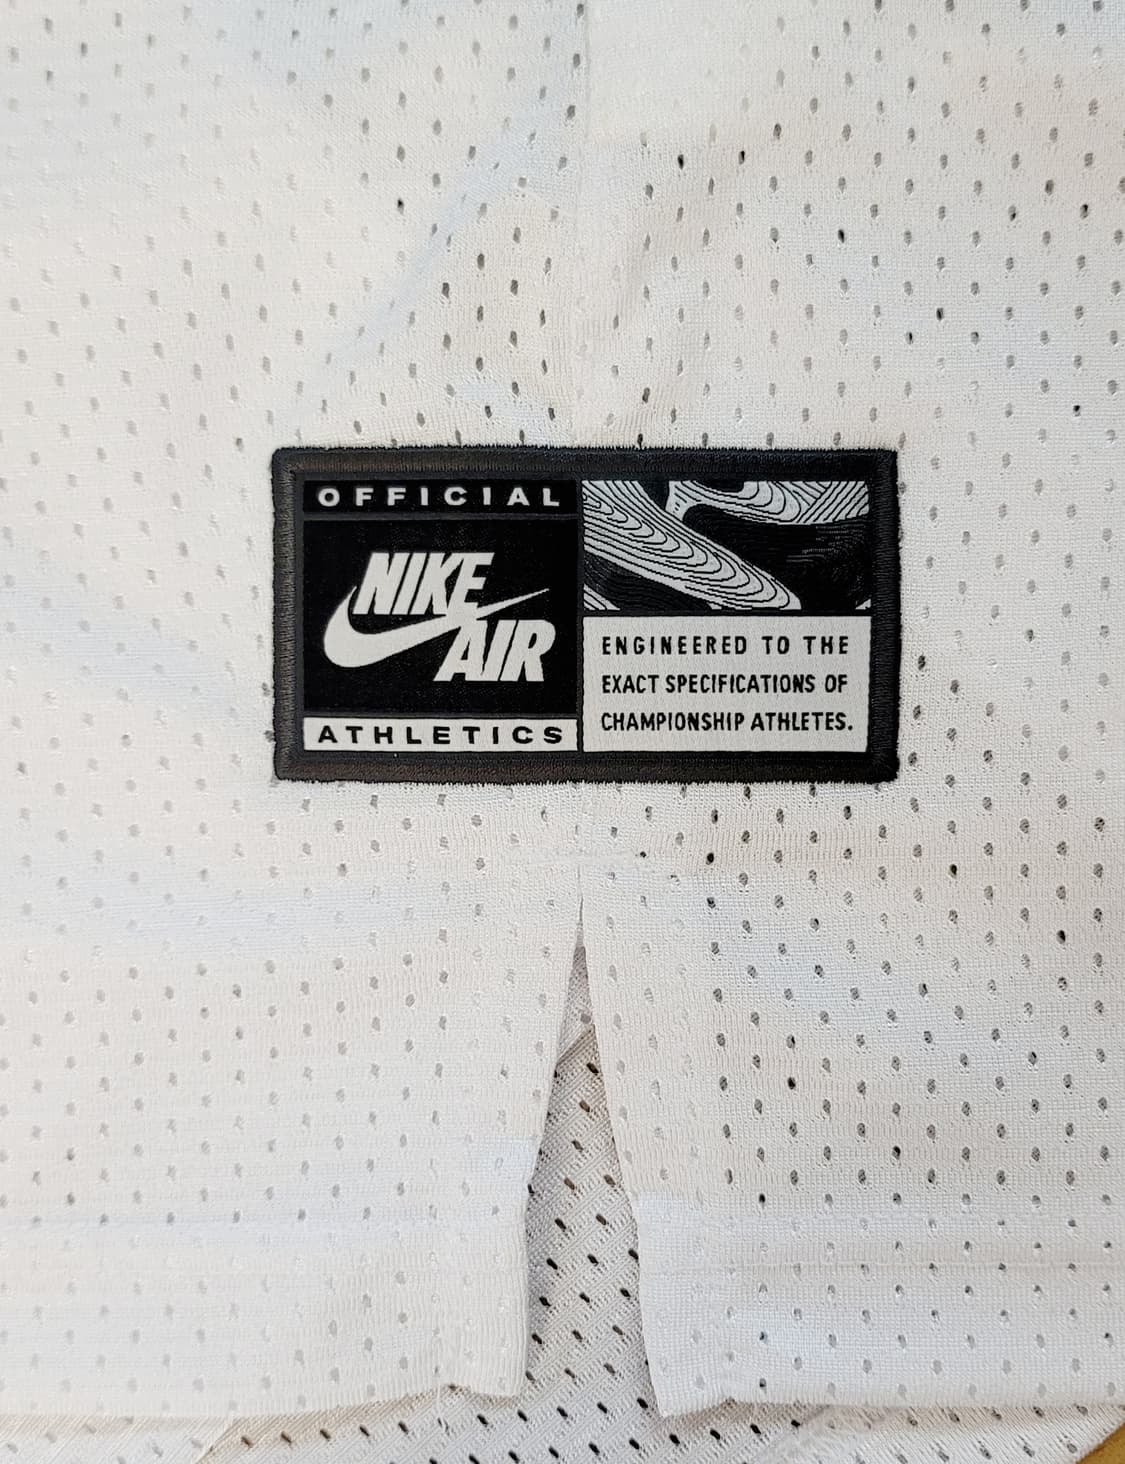 OFFICIAL
NIKE
AIR
ATHLETICS
ENGINEERED TO THE
EXACT SPECIFICATIONS OF
CHAMPIONSHIP ATHLETES.